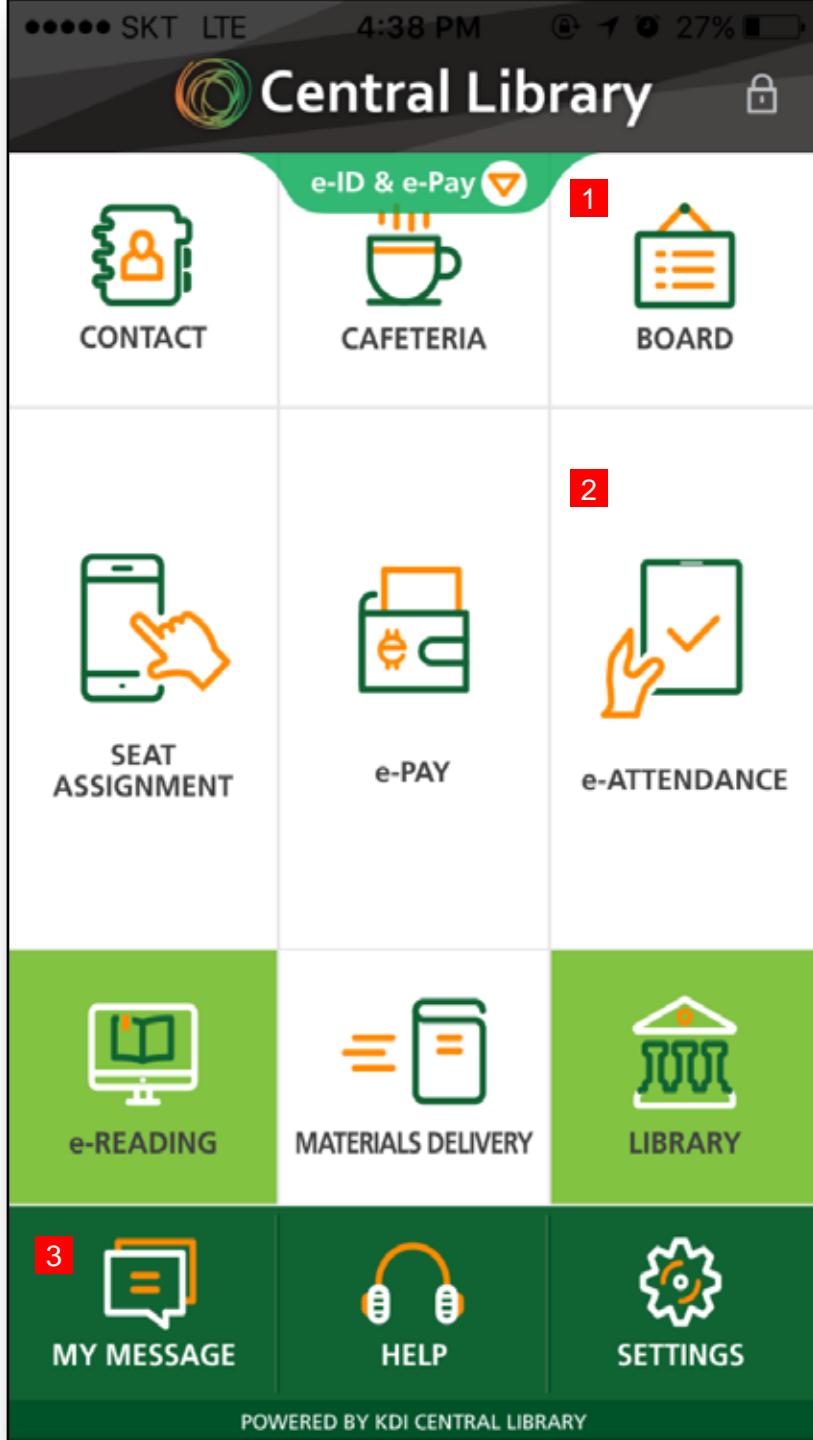 ●●●●● SKT LTE 4:38 PM 27%
Central Library
e-ID & e-Pay
1
CONTACT
CAFETERIA
BOARD
2
SEAT
ASSIGNMENT
e-PAY
e-ATTENDANCE
e-READING
MATERIALS DELIVERY
LIBRARY
3
MY MESSAGE
HELP
SETTINGS
POWERED BY KDI CENTRAL LIBRARY